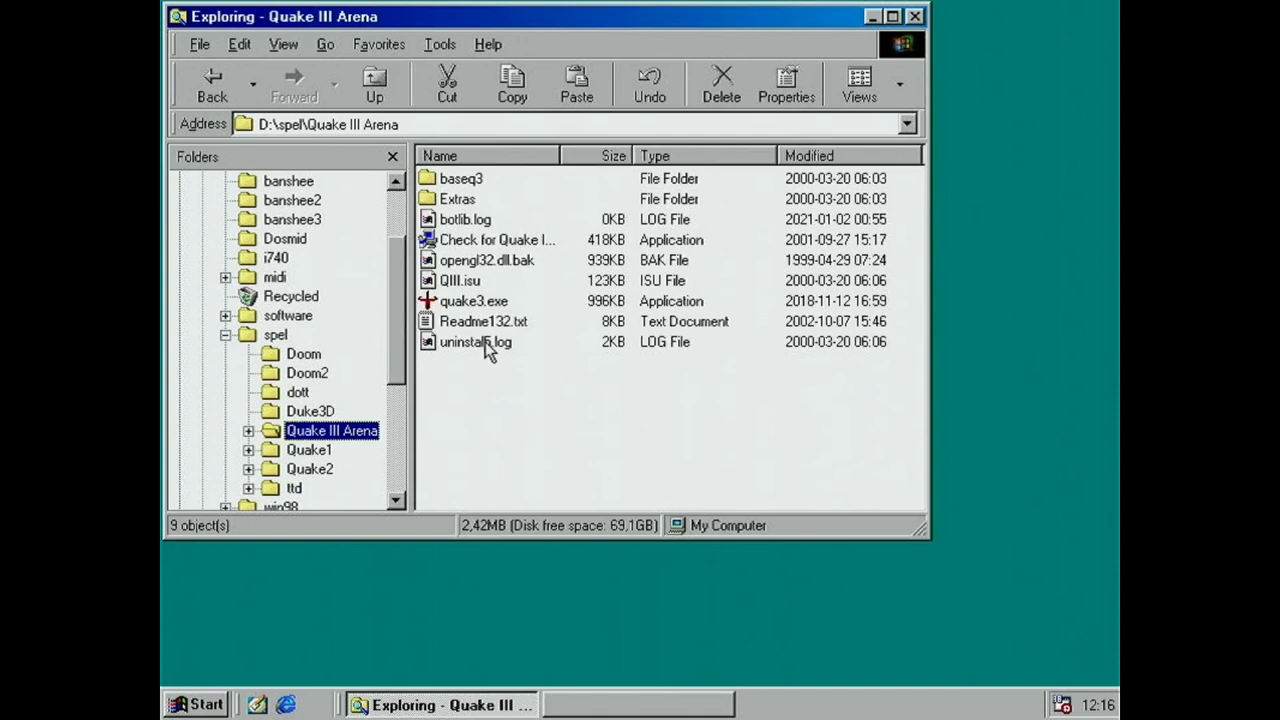 Exploring - Quake III Arena
File Edit View Go Favorites Tools Help
Back Forward Up Cut Copy Paste Undo Delete Properties Views
Address D:\spel\Quake III Arena
Folders
banshee
banshee2
banshee3
Dosmid
i740
midi
Recycled
software
spel
Doom
Doom2
dott
Duke3D
Quake III Arena
Quake1
Quake2
ttd
win98
Name Size Type Modified
baseq3 File Folder 2000-03-20 06:03
Extras File Folder 2000-03-20 06:03
botlib.log 0KB LOG File 2021-01-02 00:55
Check for Quake I... 418KB Application 2001-09-27 15:17
opengl32.dll.bak 939KB BAK File 1999-04-29 07:24
QIII.isu 123KB ISU File 2000-03-20 06:06
quake3.exe 996KB Application 2018-11-12 16:59
Readme132.txt 8KB Text Document 2002-10-07 15:46
2KB LOG File 2000-03-20 06:06
9 object(s) 2,42MB (Disk free space: 69,1GB) My Computer
Start Exploring - Quake III ... 12:16